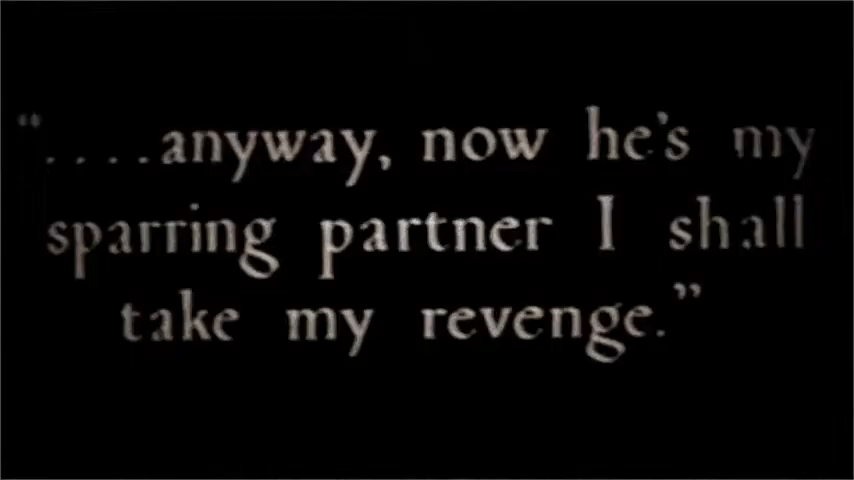 “....anyway, now he's my
sparring partner I shall
take my revenge.”